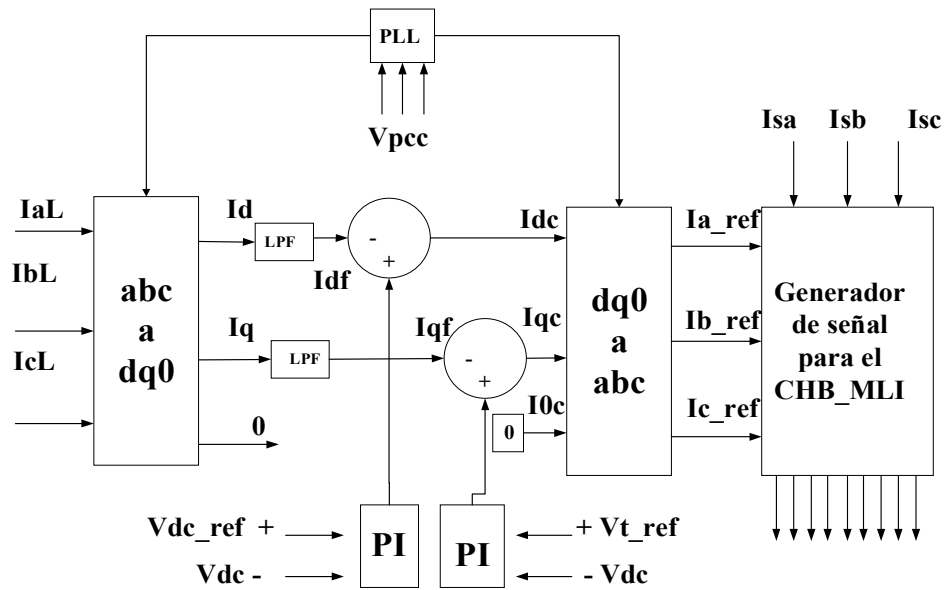 PLL
Vpcc
Isa Isb Isc
IaL
IbL
IcL
abc
a
dq0
Id
LPF
-
+
Idf
Idc
Iq
LPF
Iqf
-
+
Iqc
0
0
I0c
dq0
a
abc
Ia_ref
Ib_ref
Ic_ref
Generador
de señal
para el
CHB_MLI
Vdc_ref +
Vdc -
PI
PI
+ Vt_ref
- Vdc